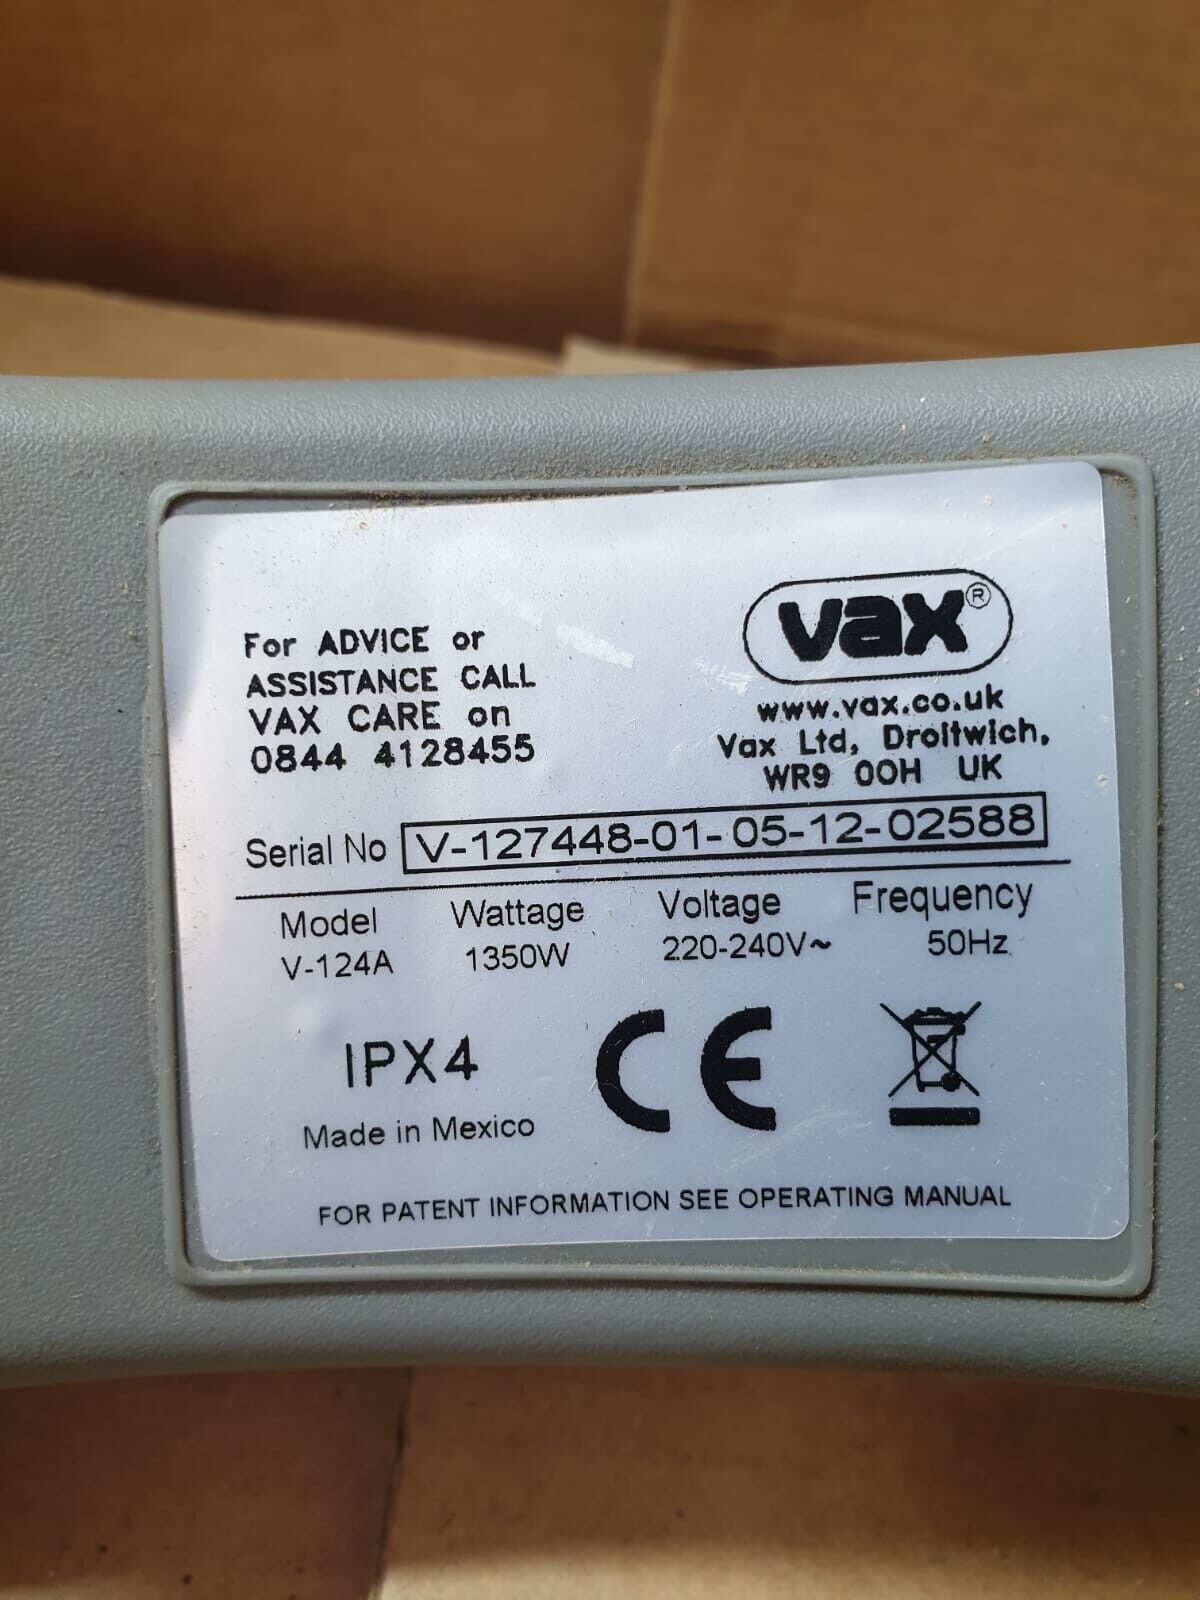 For ADVICE or
ASSISTANCE CALL
VAX CARE on
0844 4128455
vax®
www.vax.co.uk
Vax Ltd, Droitwich,
WR9 0QH UK
Serial No V-127448-01-05-12-02588
Model Wattage Voltage Frequency
V-124A 1350W 220-240V~ 50Hz
IPX4
CE
Made in Mexico
FOR PATENT INFORMATION SEE OPERATING MANUAL